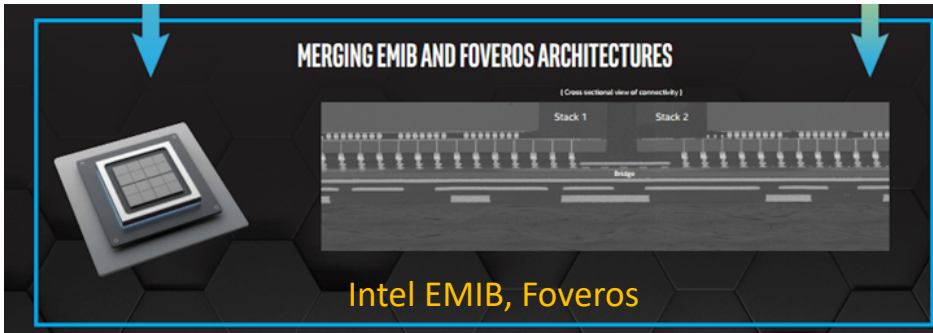 MERGING EMIB AND FOVEROS ARCHITECTURES
( Cross sectional view of connectivity )
Stack 1 Stack 2
Bridge
Intel EMIB, Foveros